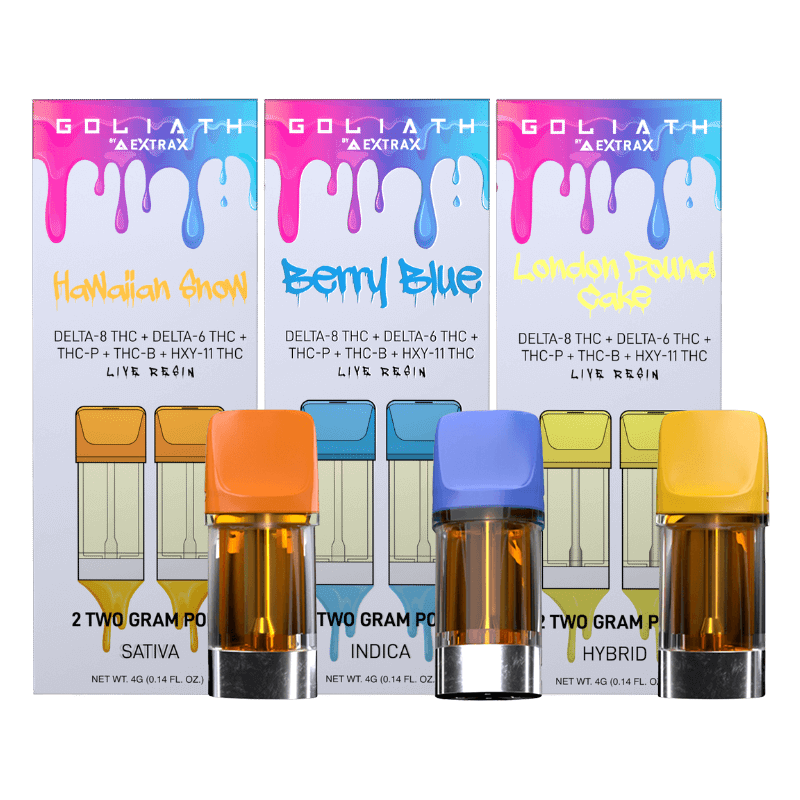 GOLIATH
BY EXTRAX
Hawaiian Snow
DELTA-8 THC + DELTA-6 THC +
THC-P + THC-B + HXY-11 THC
LIVE RESIN
2 TWO GRAM PO
SATIVA
NET WT. 4G (0.14 FL. OZ.)
GOLIATH
BY EXTRAX
Berry Blue
DELTA-8 THC + DELTA-6 THC +
THC-P + THC-B + HXY-11 THC
LIVE RESIN
TWO GRAM PO
INDICA
NET WT. 4G (0.14 FL. OZ.)
GOLIATH
BY EXTRAX
London Pound
Cake
DELTA-8 THC + DELTA-6 THC +
THC-P + THC-B + HXY-11 THC
LIVE RESIN
2 TWO GRAM PO
HYBRID
NET WT. 4G (0.14 FL. OZ.)